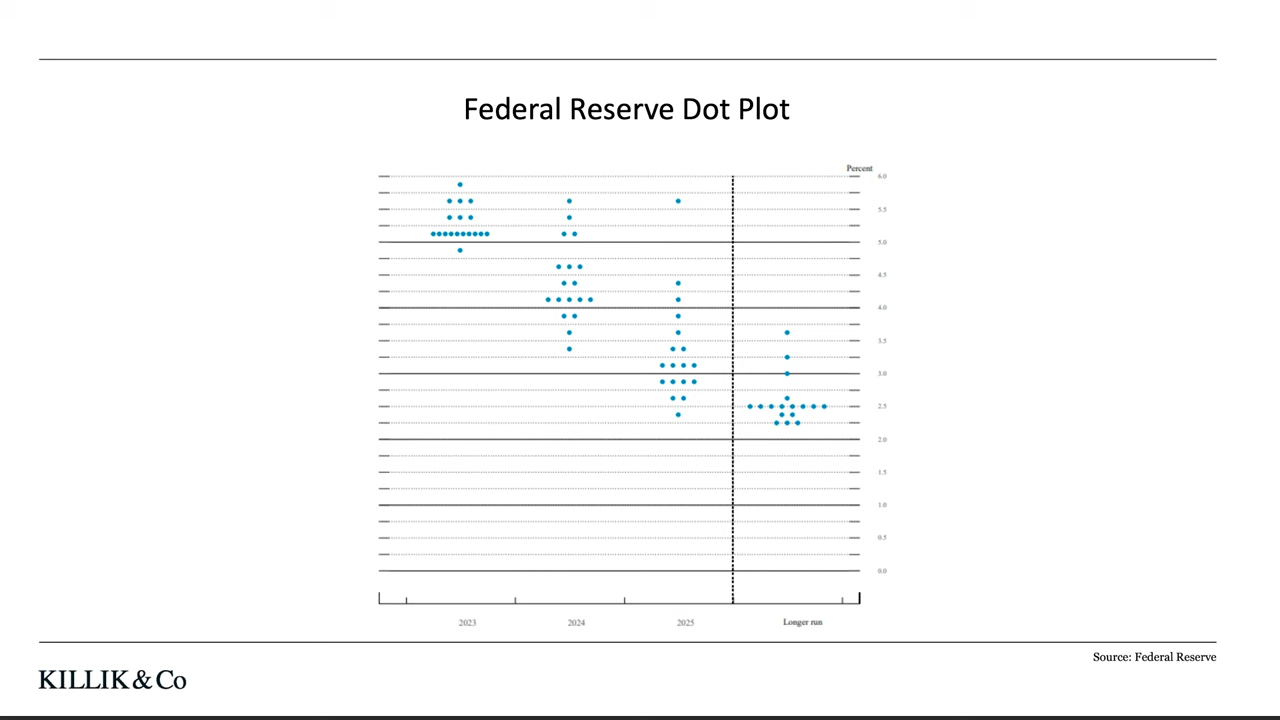 Federal Reserve Dot Plot
Percent
6.0
5.5
5.0
4.5
4.0
3.5
3.0
2.5
2.0
1.5
1.0
0.5
0.0
2023 2024 2025 Longer run
Source: Federal Reserve
KILLIK & Co